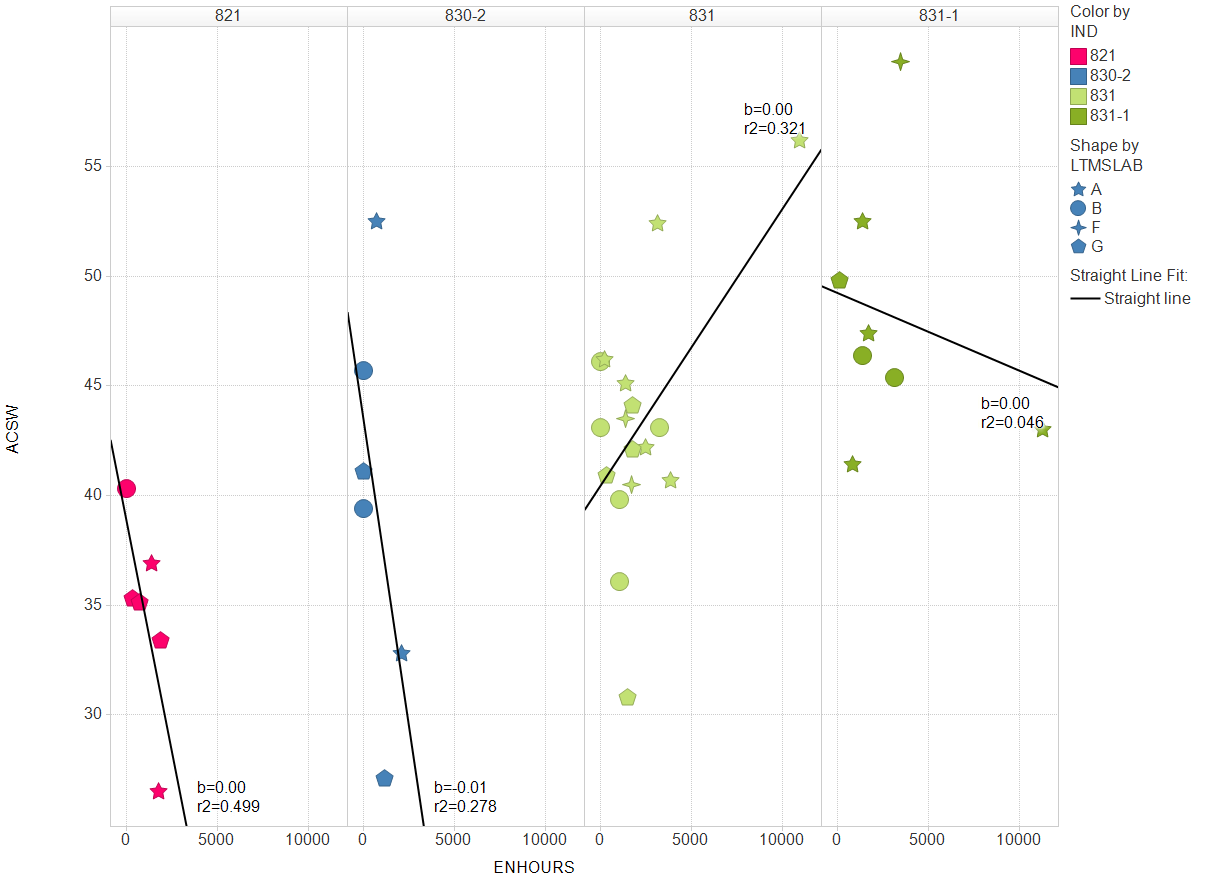 821
830-2
831
831-1
Color by
IND
821
830-2
831
831-1
Shape by
LTMSLAB
A
B
F
G
Straight Line Fit:
Straight line
ACSW
55
50
45
40
35
30
b=0.00
r2=0.499
b=-0.01
r2=0.278
b=0.00
r2=0.321
b=0.00
r2=0.046
0
5000
10000
0
5000
10000
0
5000
10000
0
5000
10000
ENHOURS